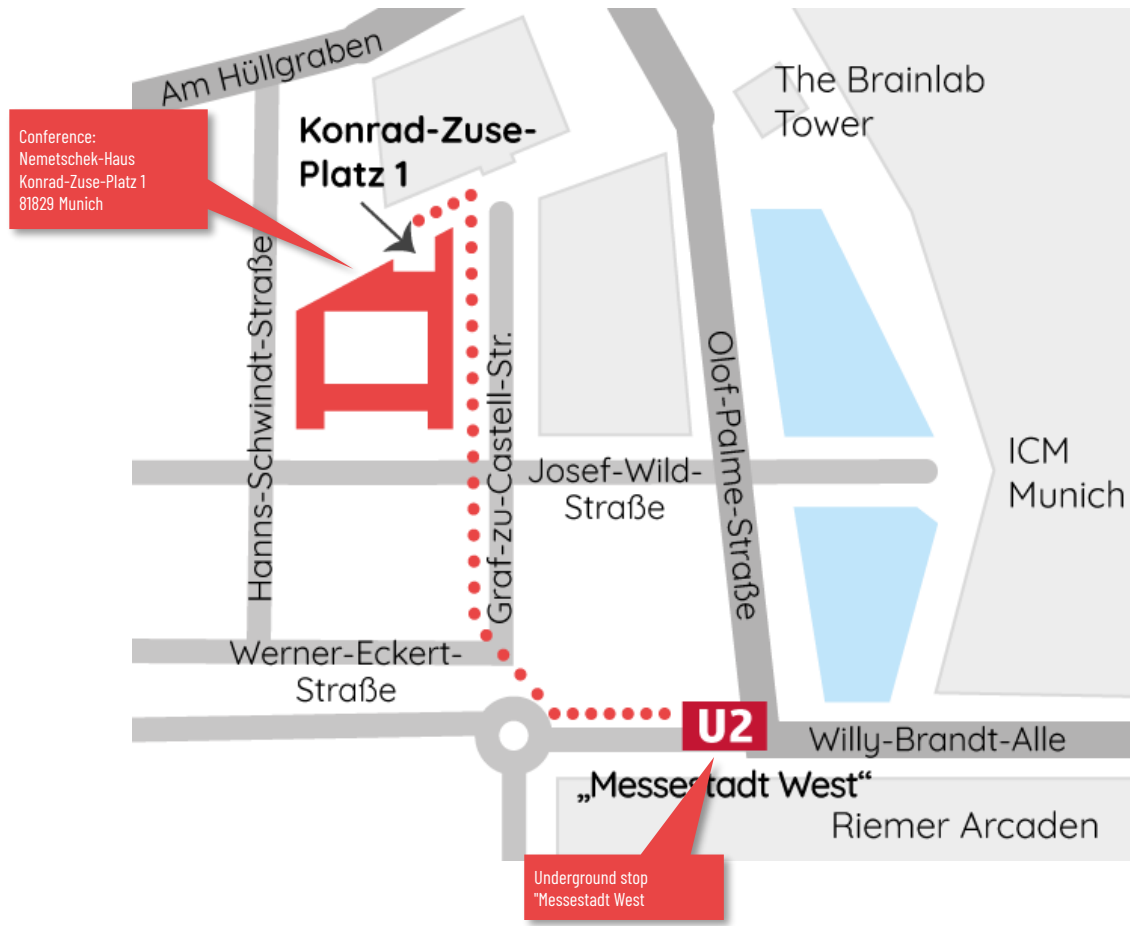 Am Hüllgraben
The Brainlab
Tower
Conference:
Nemetschek-Haus
Konrad-Zuse-Platz 1
81829 Munich
Konrad-Zuse-
Platz 1
Hanns-Schwindt-Straße
Graf-zu-Castell-Str.
Olof-Palme-Straße
Josef-Wild-
Straße
ICM
Munich
Werner-Eckert-
Straße
U2
Willy-Brandt-Alle
„Messestadt West“
Riemer Arcaden
Underground stop
"Messestadt West